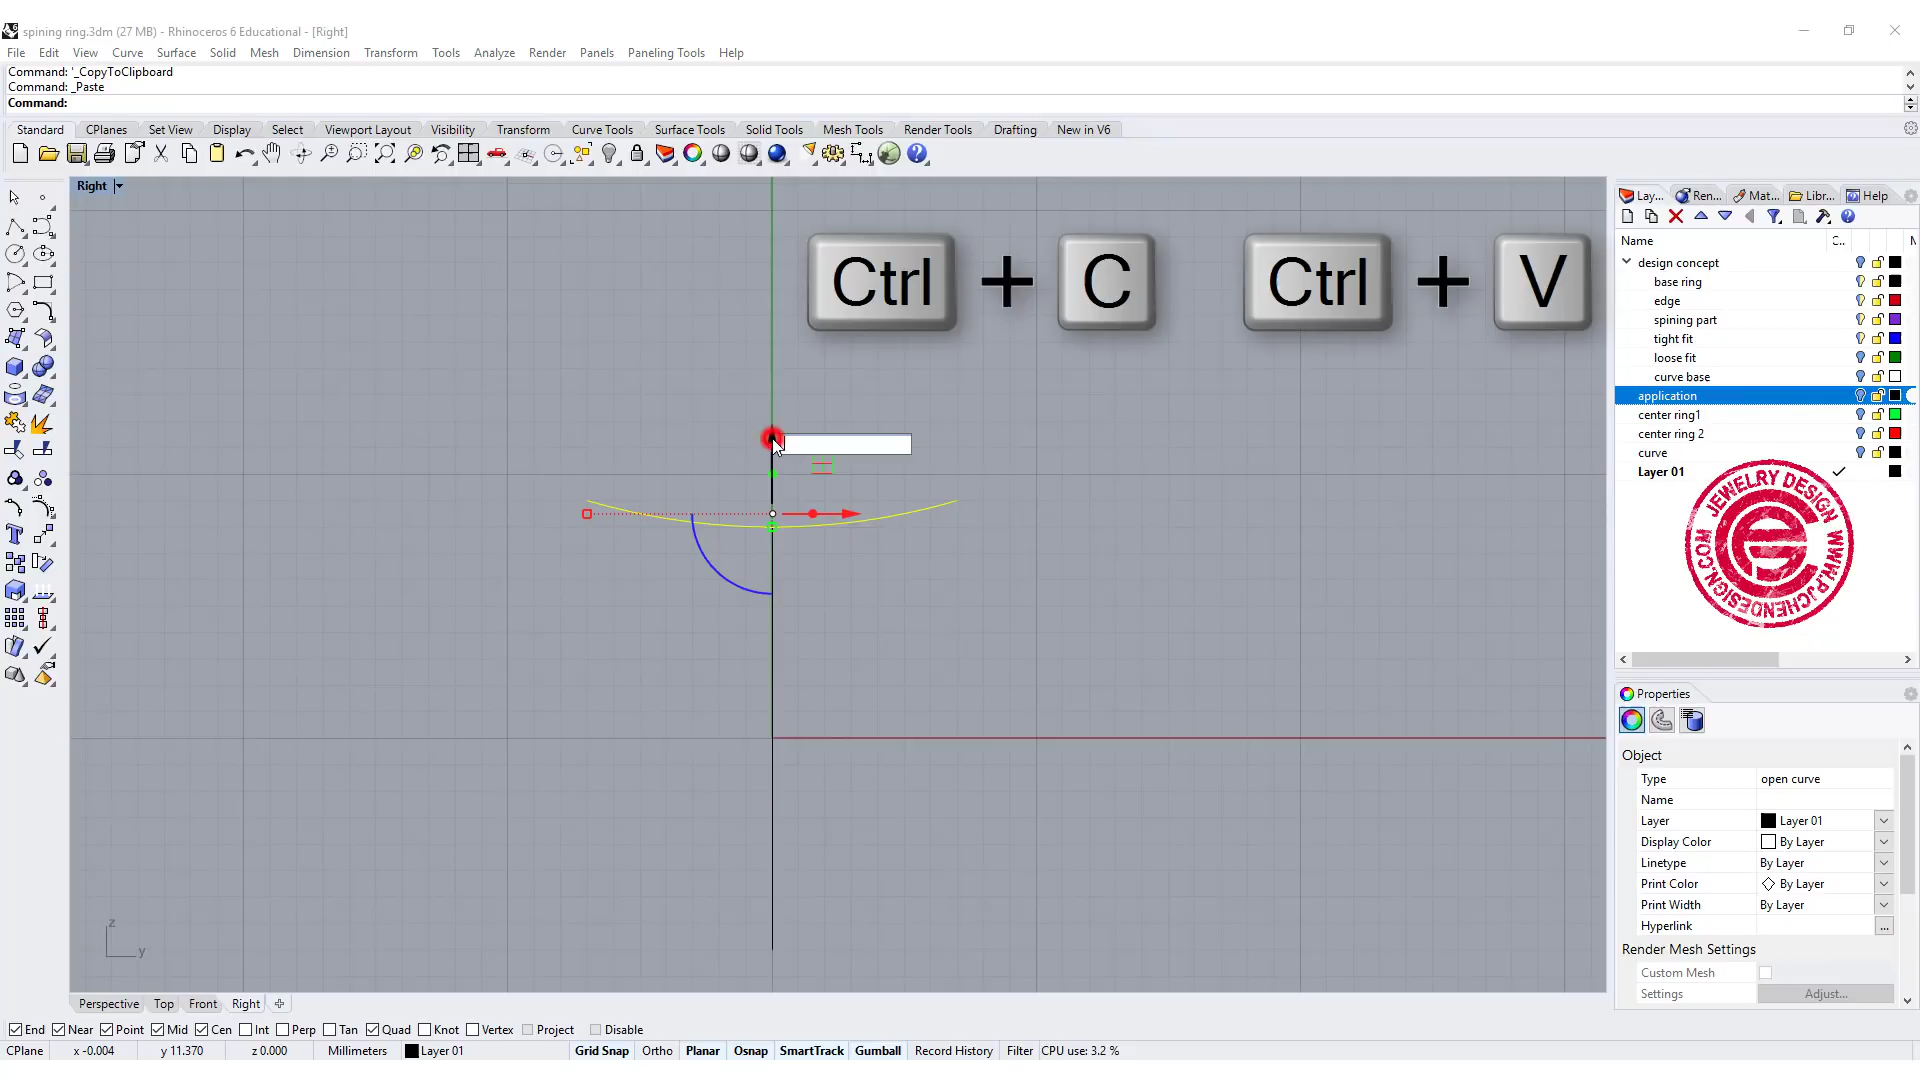 spining ring.3dm (27 MB) - Rhinoceros 6 Educational - [Right]
File Edit View Curve Surface Solid Mesh Dimension Transform Tools Analyze Render Panels Paneling Tools Help
Command: '_CopyToClipboard
Command: _Paste
Command:
Standard CPlanes Set View Display Select Viewport Layout Visibility Transform Curve Tools Surface Tools Solid Tools Mesh Tools Render Tools Drafting New in V6
Right
Ctrl + C Ctrl + V
z
y
Lay... Ren... Mat... Libr... Help
Name C.. M
design concept
base ring
edge
spining part
tight fit
loose fit
curve base
application
center ring1
center ring 2
curve
Layer 01
JEWELRY DESIGN
WWW.PJCHENDESIGN.COM
Properties
Object
Type open curve
Name
Layer Layer 01
Display Color By Layer
Linetype By Layer
Print Color By Layer
Print Width By Layer
Hyperlink ...
Render Mesh Settings
Custom Mesh
Settings Adjust...
Perspective Top Front Right
End Near Point Mid Cen Int Perp Tan Quad Knot Vertex Project Disable
CPlane x -0.004 y 11.370 z 0.000 Millimeters Layer 01 Grid Snap Ortho Planar Osnap SmartTrack Gumball Record History Filter CPU use: 3.2 %